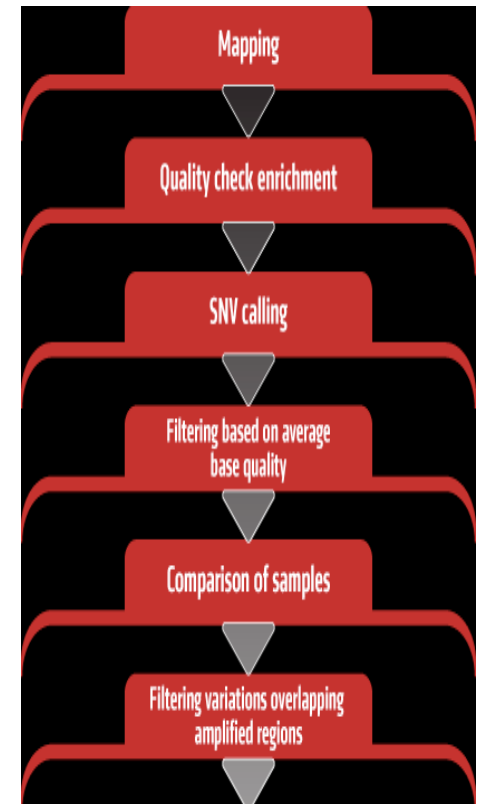 Mapping
Quality check enrichment
SNV calling
Filtering based on average
base quality
Comparison of samples
Filtering variations overlapping
amplified regions